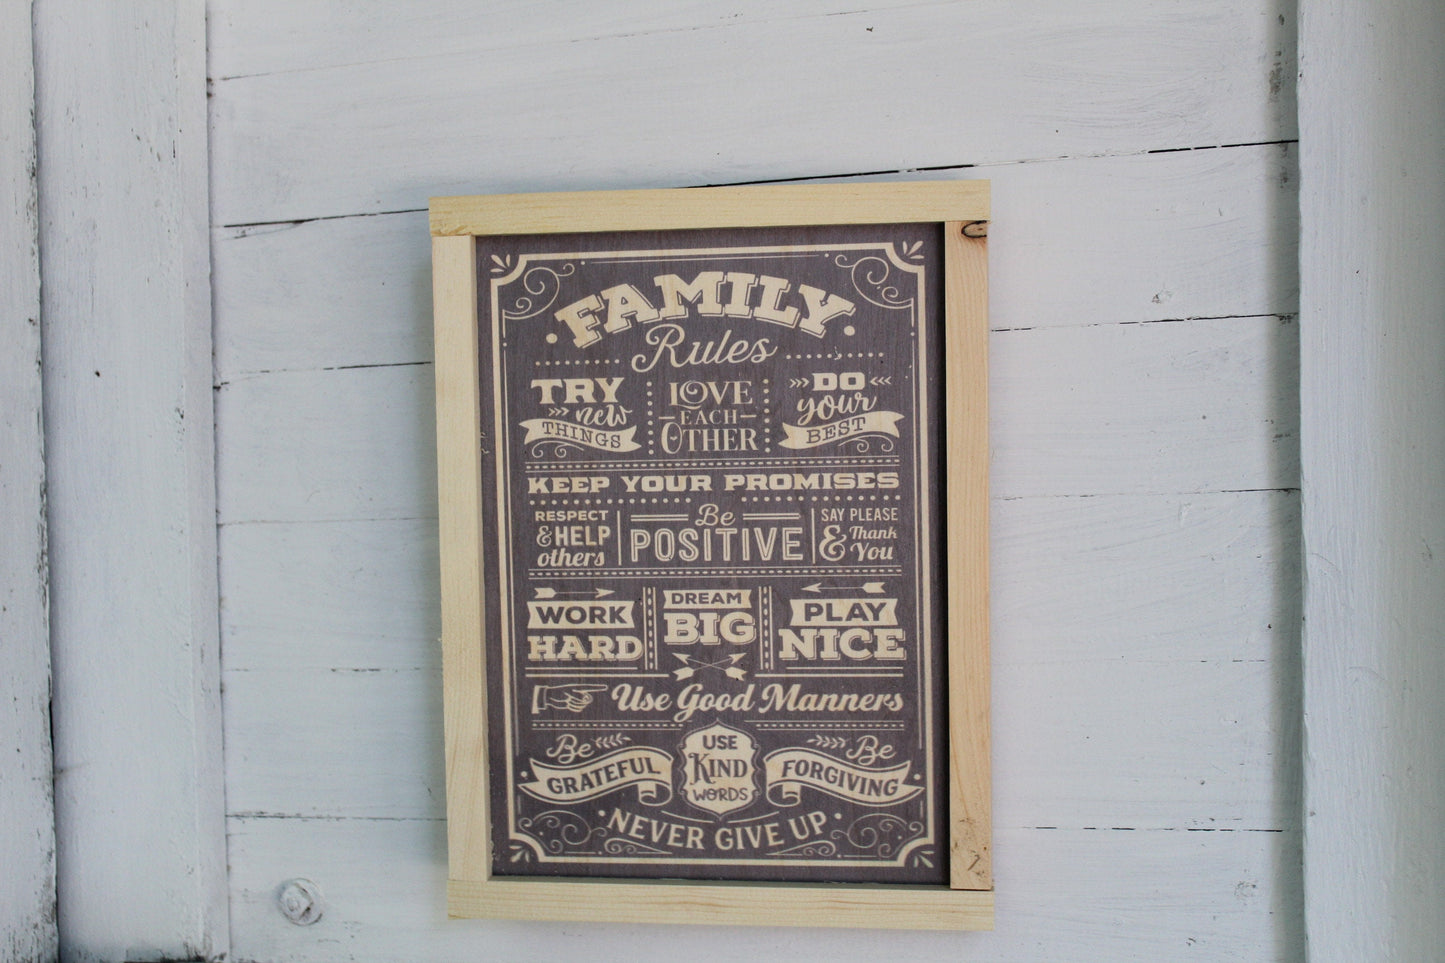 FAMILY
Rules
TRY
new
THINGS
LOVE
EACH
OTHER
DO
your
BEST
KEEP YOUR PROMISES
RESPECT
& HELP
others
Be
POSITIVE
SAY PLEASE
& Thank
You
WORK
HARD
DREAM
BIG
PLAY
NICE
Use Good Manners
Be
GRATEFUL
USE
KIND
WORDS
Be
FORGIVING
NEVER GIVE UP